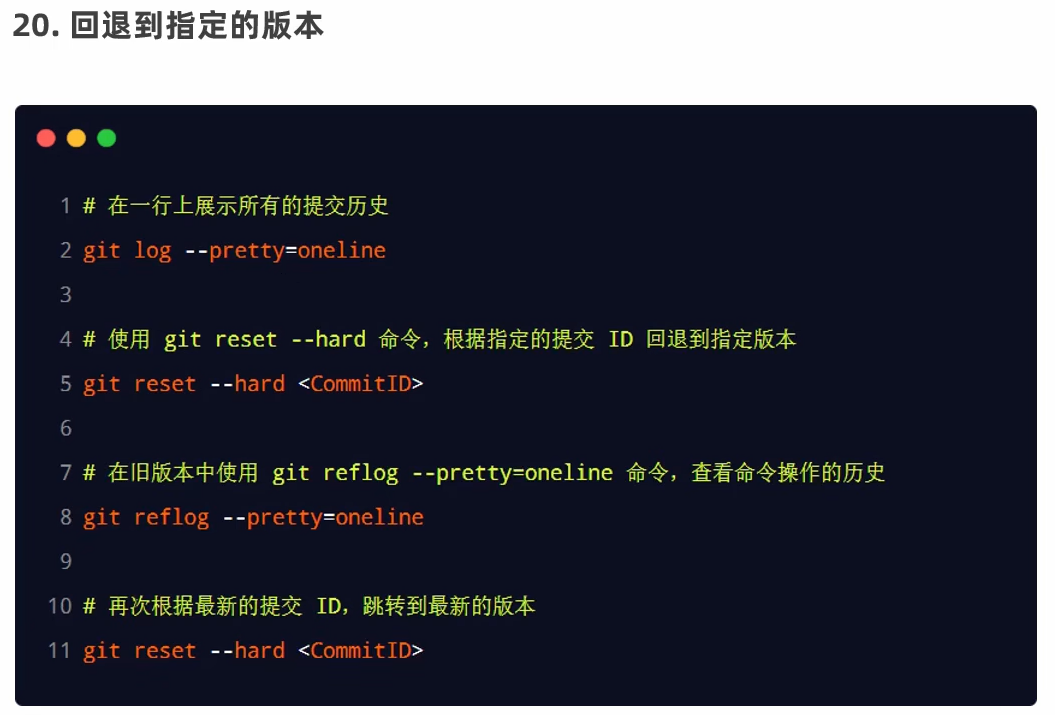 20. 回退到指定的版本
1 # 在一行上展示所有的提交历史
2 git log --pretty=oneline
3
4 # 使用 git reset --hard 命令，根据指定的提交 ID 回退到指定版本
5 git reset --hard <CommitID>
6
7 # 在旧版本中使用 git reflog --pretty=oneline 命令，查看命令操作的历史
8 git reflog --pretty=oneline
9
10 # 再次根据最新的提交 ID，跳转到最新的版本
11 git reset --hard <CommitID>